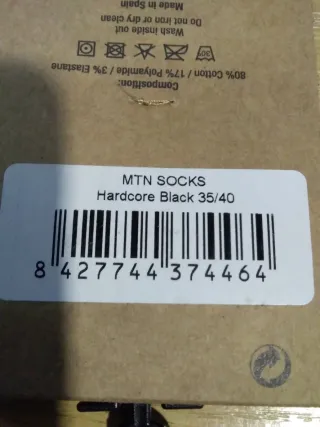 Composition:
80% Cotton / 17% Polyamide / 3% Elastane
30°
Wash inside out
Do not iron or dry clean
Made in Spain
MTN SOCKS
Hardcore Black 35/40
8 427744 374464